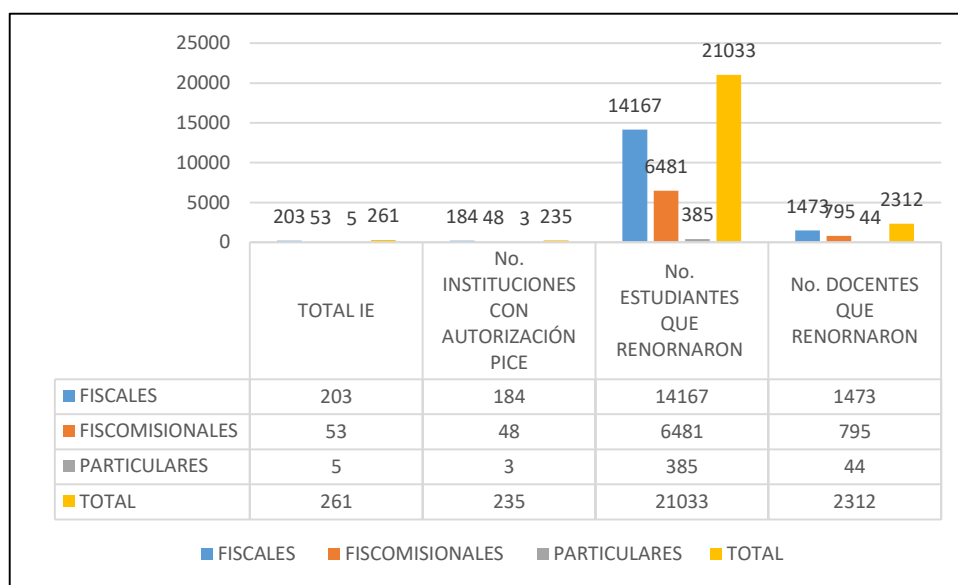 25000
20000
15000
10000
5000
0
203 53 5 261
184 48 3 235
14167 6481 385 21033
1473 795 44 2312
TOTAL IE
No.
INSTITUCIONES
CON
AUTORIZACIÓN
PICE
No.
ESTUDIANTES
QUE
RENORNARON
No. DOCENTES
QUE
RENORNARON
FISCALES 203 184 14167 1473
FISCOMISIONALES 53 48 6481 795
PARTICULARES 5 3 385 44
TOTAL 261 235 21033 2312
FISCALES FISCOMISIONALES PARTICULARES TOTAL